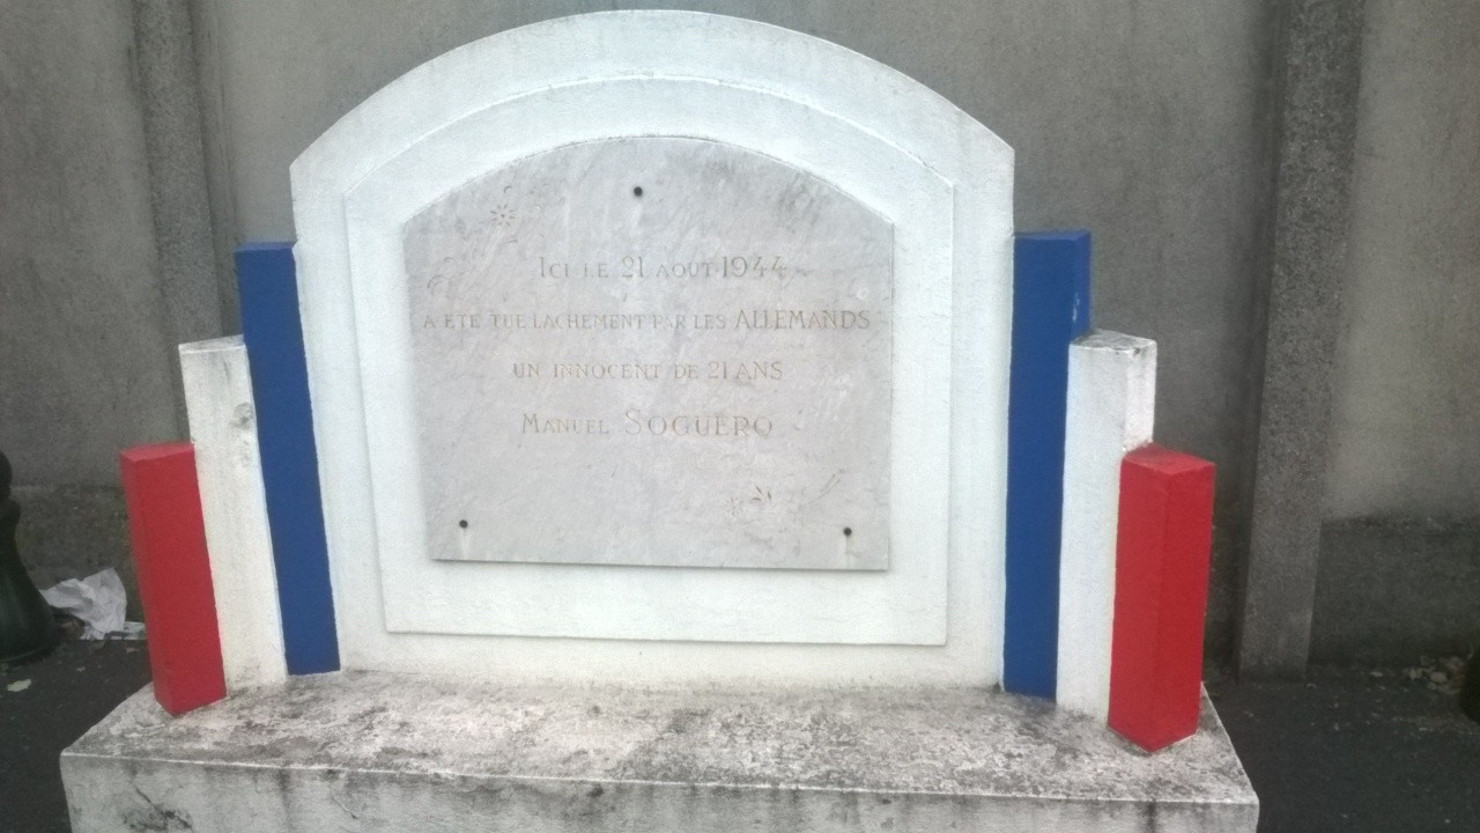 ICI LE 21 AOUT 1944
A ETE TUE LACHEMENT PAR LES ALLEMANDS
UN INNOCENT DE 21 ANS
MANUEL SOGUERO